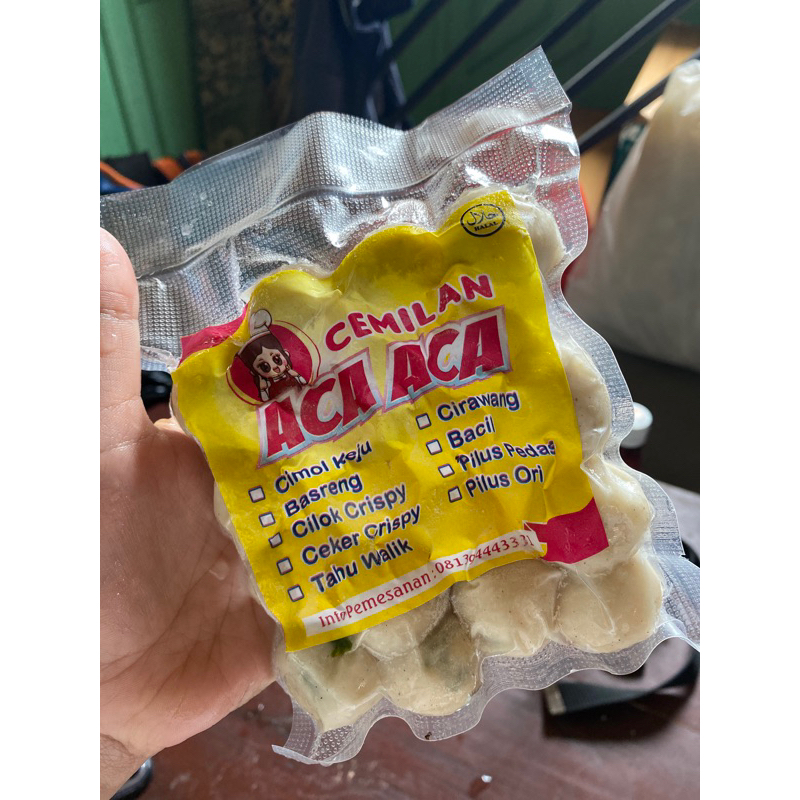 حلال
HALAL
CEMILAN
ACA ACA
Cimol Keju
Basreng
Cilok Crispy
Ceker Crispy
Tahu Walik
Cirawang
Bacil
Pilus Pedas
Pilus Ori
Info Pemesanan: